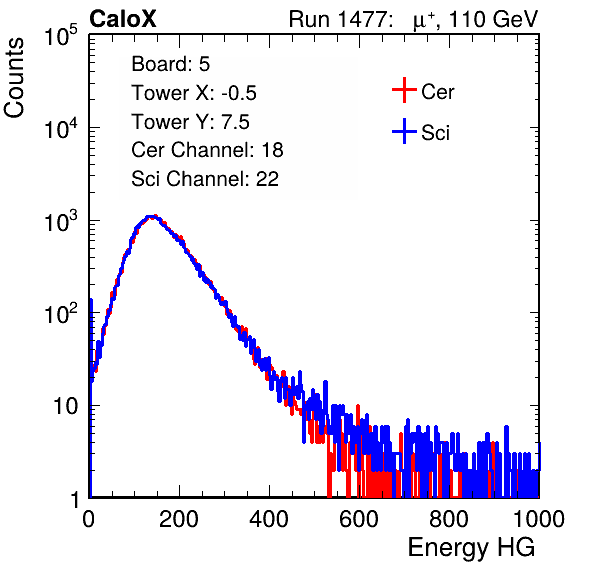 CaloX Run 1477: μ⁺, 110 GeV
Counts
10⁵
10⁴
10³
10²
10
1
Board: 5
Tower X: -0.5
Tower Y: 7.5
Cer Channel: 18
Sci Channel: 22
Cer
Sci
0 200 400 600 800 1000
Energy HG